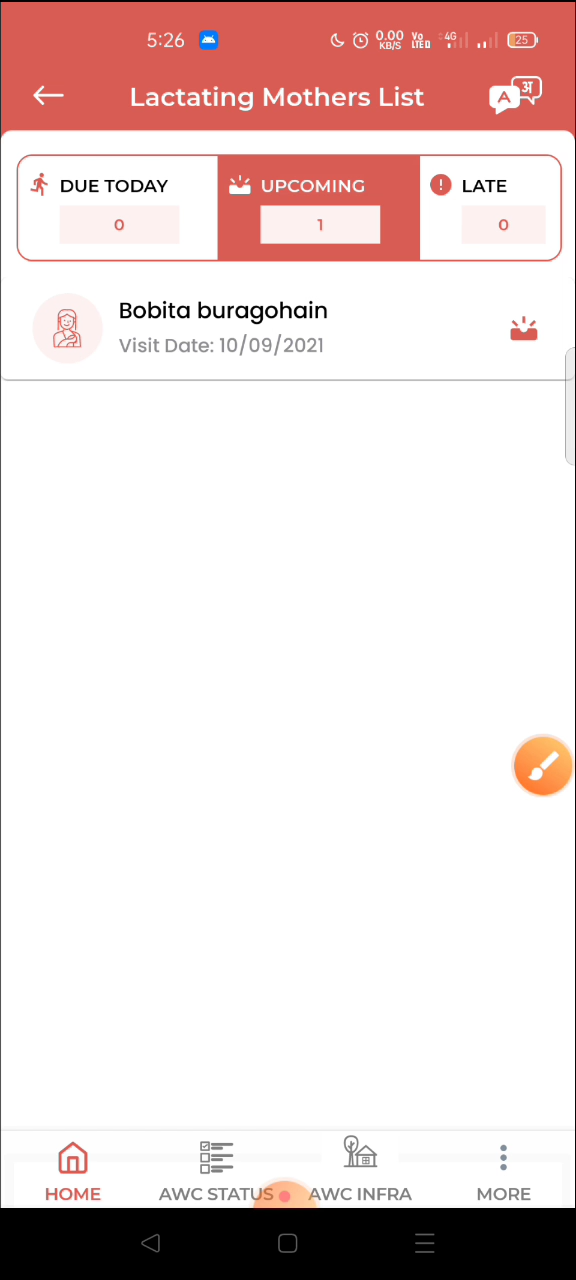 5:26 0.00 KB/S Vo LTED 4G 25
Lactating Mothers List A अ
DUE TODAY UPCOMING LATE
0 1 0
Bobita buragohain
Visit Date: 10/09/2021
HOME AWC STATUS AWC INFRA MORE